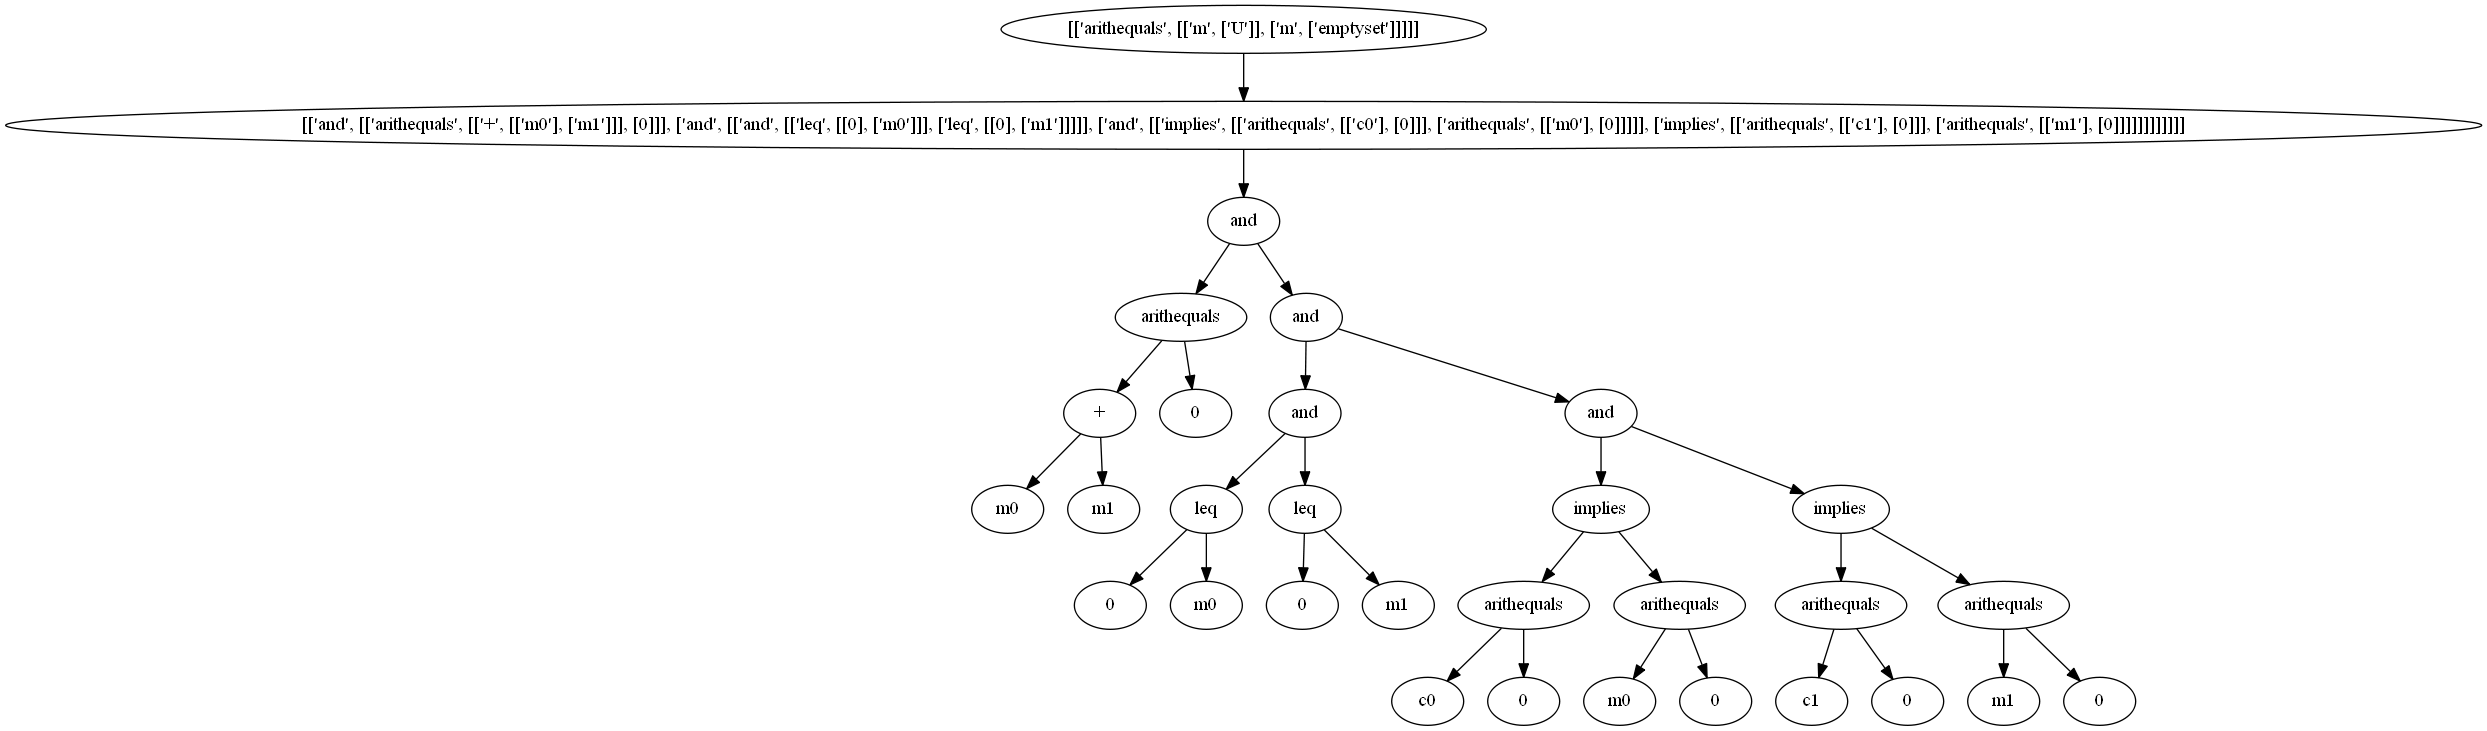 [['arithequals', [['m', ['U']], ['m', ['emptyset']]]]]
[['and', [['arithequals', [['+', [['m0'], ['m1']]], [0]]], ['and', [['and', [['leq', [[0], ['m0']]], ['leq', [[0], ['m1']]]]], ['and', [['implies', [['arithequals', [['c0'], [0]]], ['arithequals', [['m0'], [0]]]]], ['implies', [['arithequals', [['c1'], [0]]], ['arithequals', [['m1'], [0]]]]]]]]]]]]
and
arithequals and
+ 0 and and
m0 m1 leq leq implies implies
0 m0 0 m1 arithequals arithequals arithequals arithequals
c0 0 m0 0 c1 0 m1 0